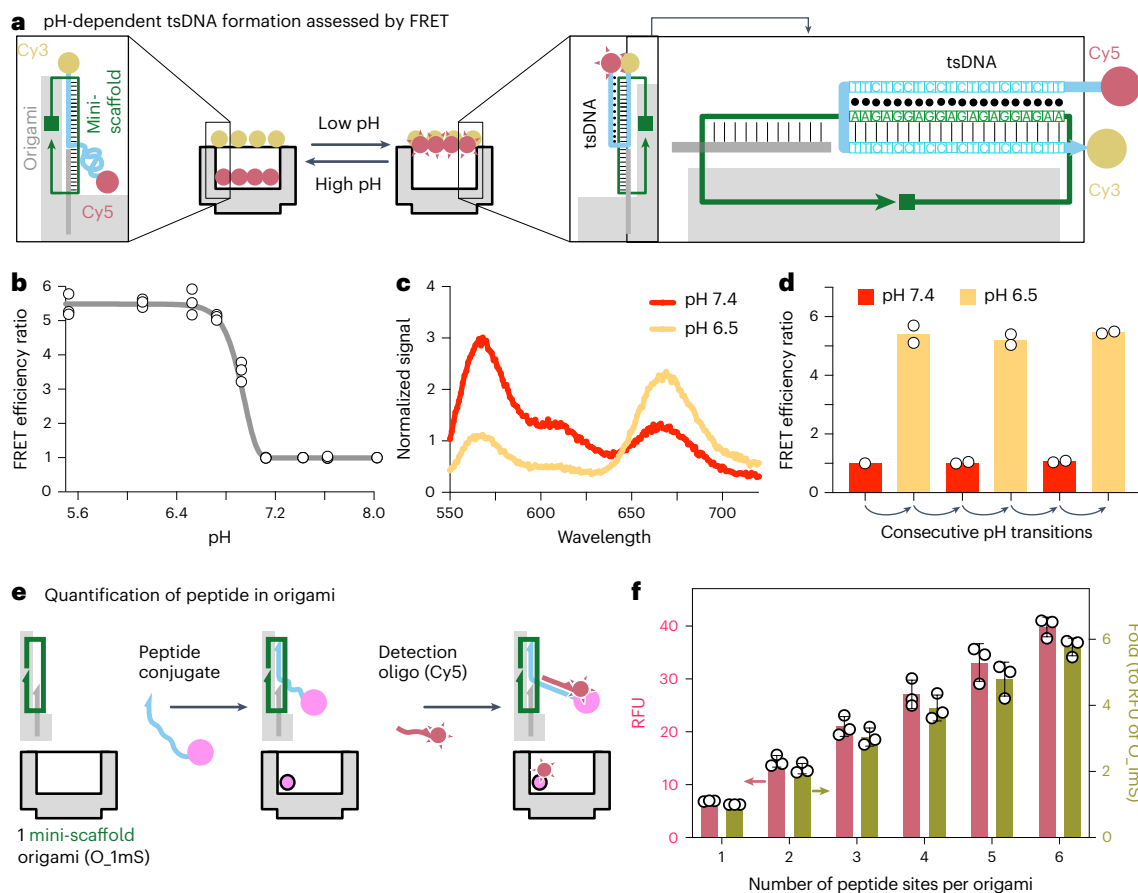 a pH-dependent tsDNA formation assessed by FRET
Cy3
Origami
Mini-
scaffold
Cy5
Low pH
High pH
tsDNA
tsDNA
Cy5
Cy3
b
FRET efficiency ratio
6
5
4
3
2
1
0
5.6 6.4 7.2 8.0
pH
c
Normalized signal
4
3
2
1
0
pH 7.4
pH 6.5
550 600 650 700
Wavelength
d
pH 7.4 pH 6.5
FRET efficiency ratio
6
4
2
0
Consecutive pH transitions
e Quantification of peptide in origami
Peptide
conjugate
Detection
oligo (Cy5)
1 mini-scaffold
origami (O_1mS)
f
RFU
40
30
20
10
0
Fold (to RFU of O_1mS)
6
4
2
0
1 2 3 4 5 6
Number of peptide sites per origami